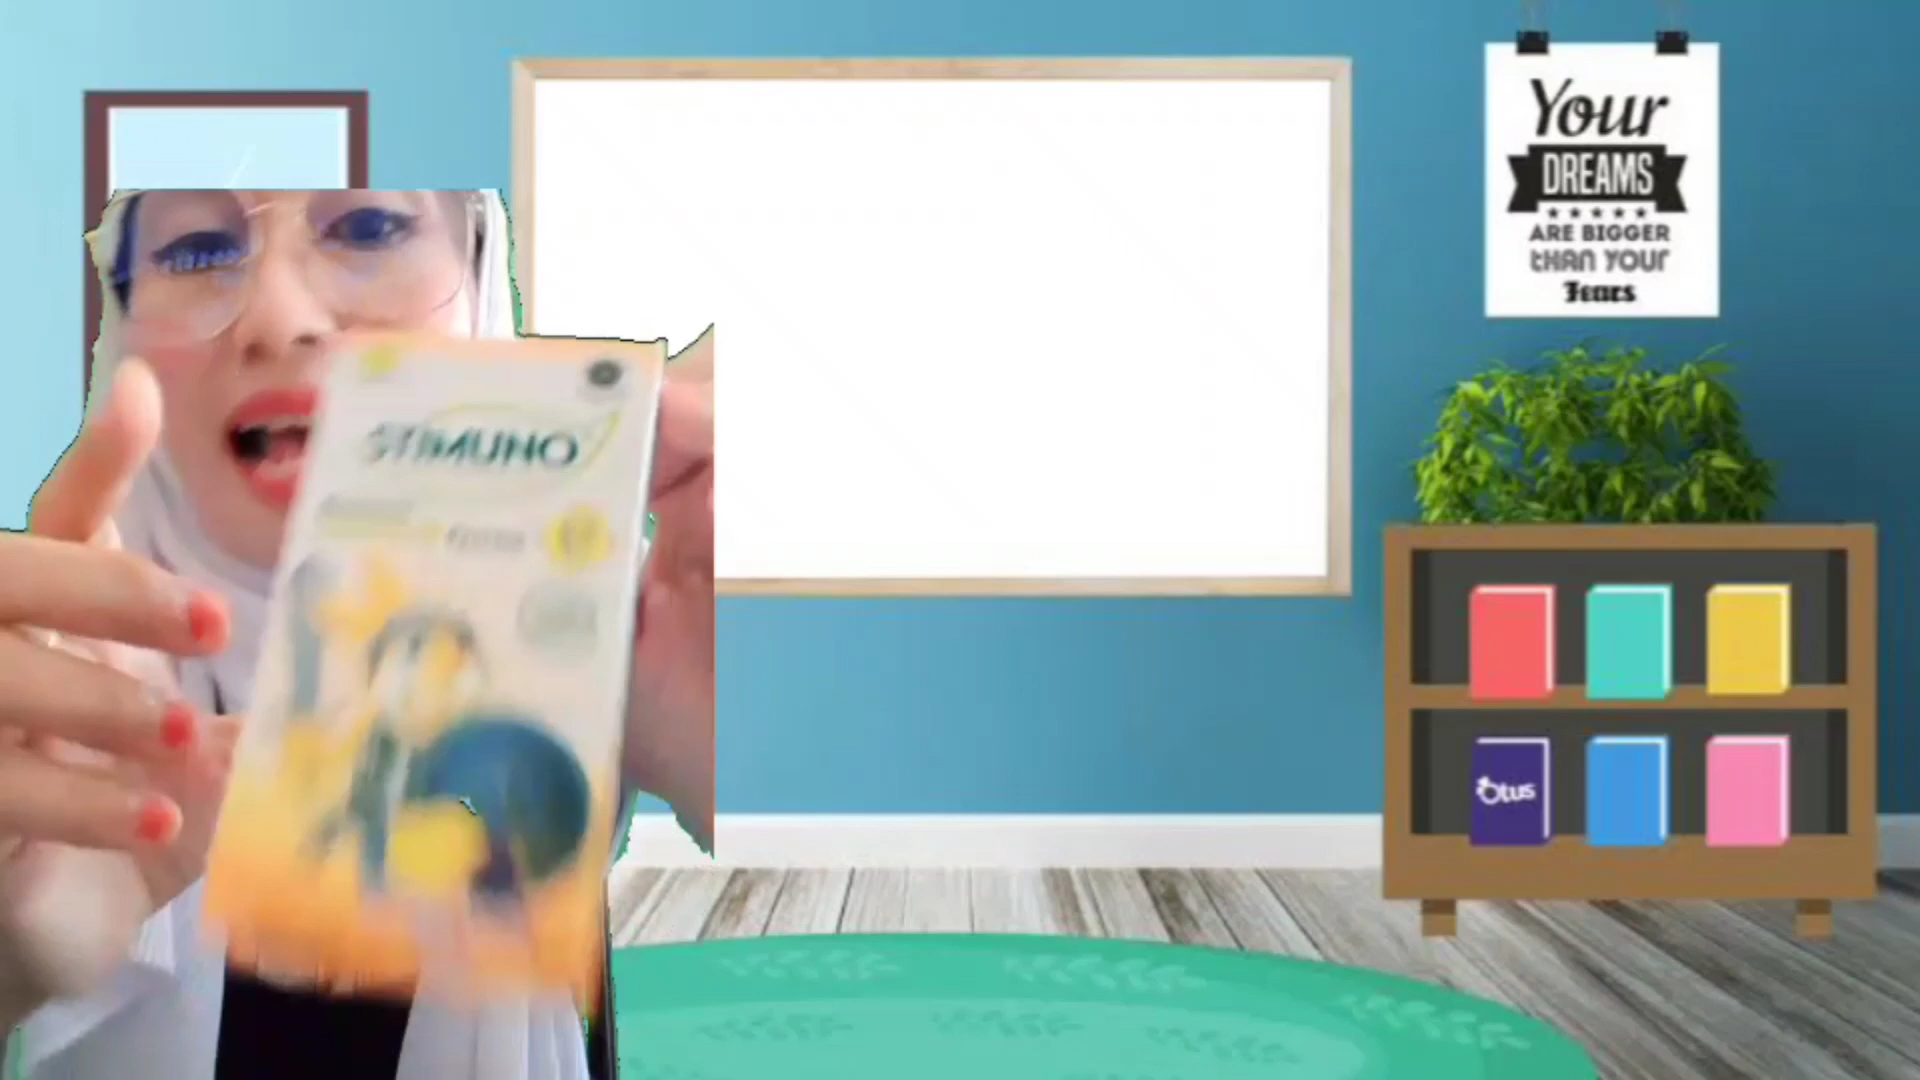 Your
DREAMS
ARE BIGGER
THAN YOUR
Fears
STIMUNO
Otus